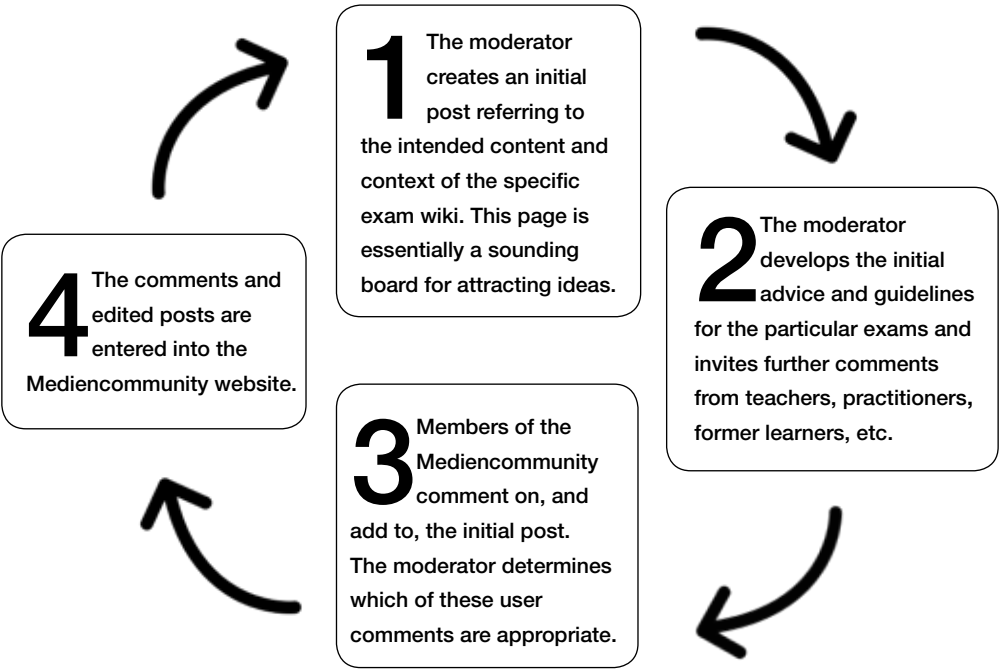 1 The moderator
creates an initial
post referring to
the intended content and
context of the specific
exam wiki. This page is
essentially a sounding
board for attracting ideas.
2 The moderator
develops the initial
advice and guidelines
for the particular exams and
invites further comments
from teachers, practitioners,
former learners, etc.
3 Members of the
Mediencommunity
comment on, and
add to, the initial post.
The moderator determines
which of these user
comments are appropriate.
4 The comments and
edited posts are
entered into the
Mediencommunity website.